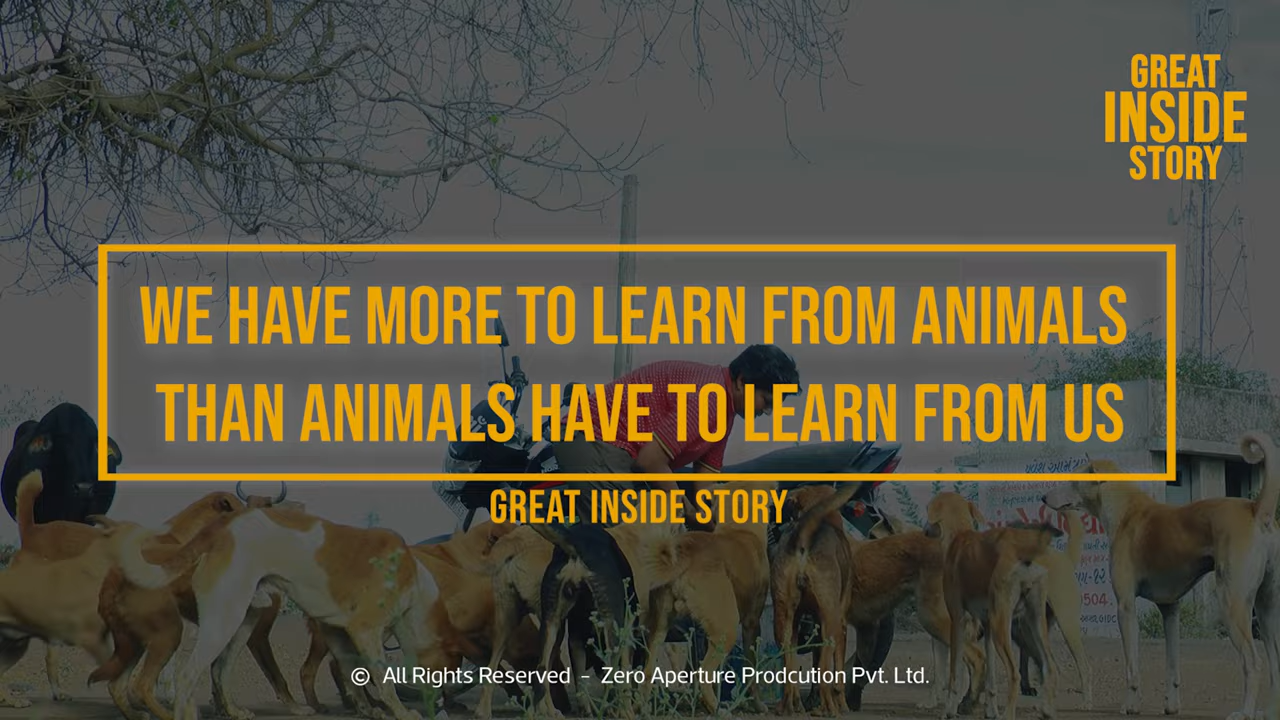 GREAT
INSIDE
STORY
WE HAVE MORE TO LEARN FROM ANIMALS
THAN ANIMALS HAVE TO LEARN FROM US
GREAT INSIDE STORY
© All Rights Reserved - Zero Aperture Prodcution Pvt. Ltd.